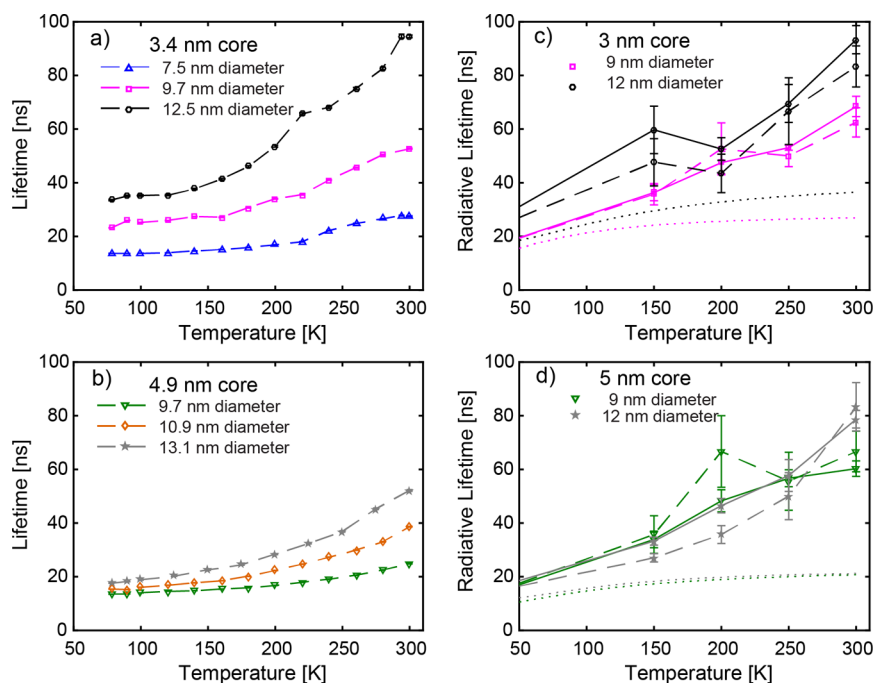 a)
3.4 nm core
7.5 nm diameter
9.7 nm diameter
12.5 nm diameter
Lifetime [ns]
100
80
60
40
20
0
100
150
200
250
300
Temperature [K]
c)
3 nm core
9 nm diameter
12 nm diameter
Radiative Lifetime [ns]
100
80
60
40
20
0
50
100
150
200
250
300
Temperature [K]
b)
4.9 nm core
9.7 nm diameter
10.9 nm diameter
13.1 nm diameter
Lifetime [ns]
100
80
60
40
20
0
100
150
200
250
300
Temperature [K]
d)
5 nm core
9 nm diameter
12 nm diameter
Radiative Lifetime [ns]
100
80
60
40
20
0
50
100
150
200
250
300
Temperature [K]